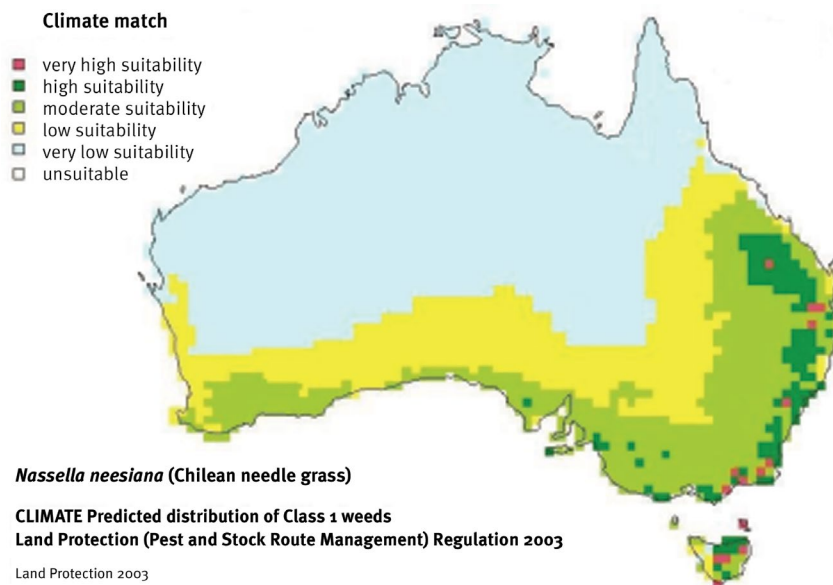 Climate match
very high suitability
high suitability
moderate suitability
low suitability
very low suitability
unsuitable
Nassella neesiana (Chilean needle grass)
CLIMATE Predicted distribution of Class 1 weeds
Land Protection (Pest and Stock Route Management) Regulation 2003
Land Protection 2003